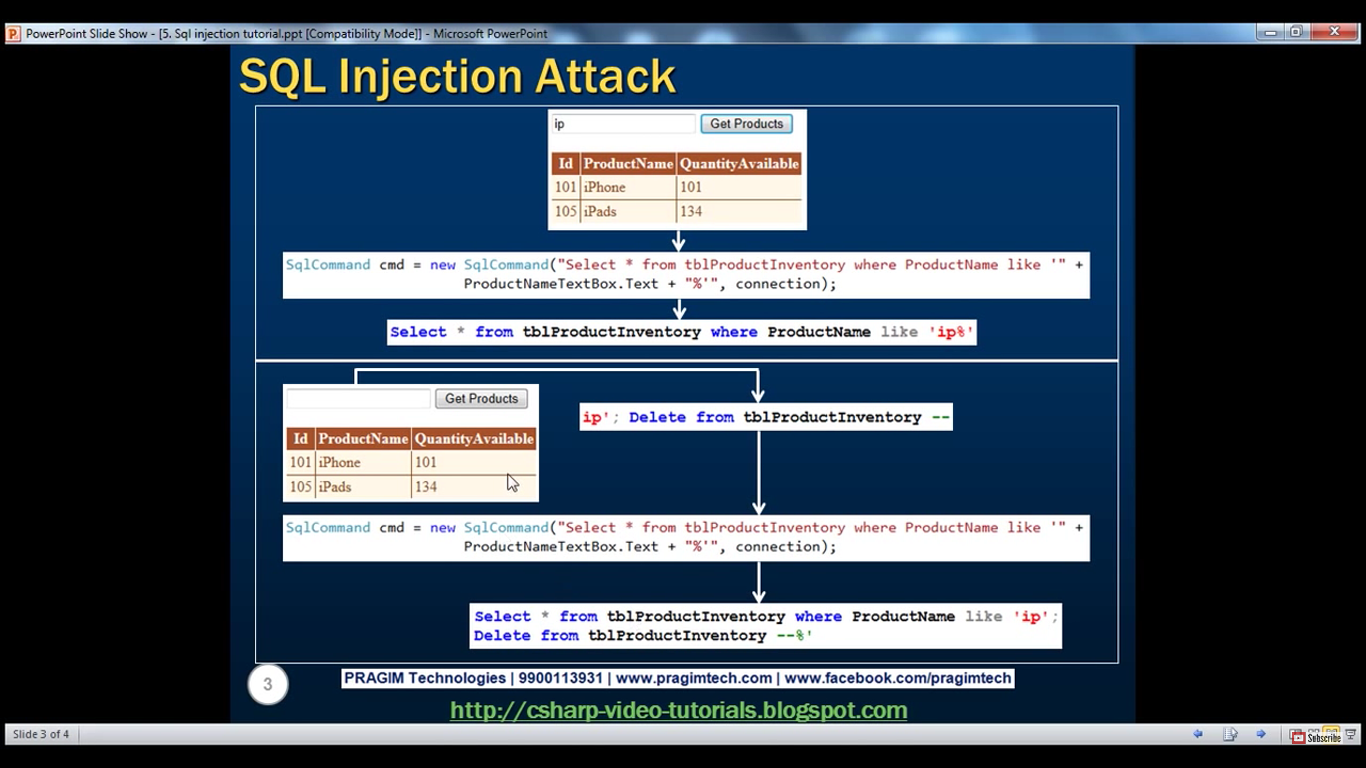 PowerPoint Slide Show - [5. Sql injection tutorial.ppt [Compatibility Mode]] - Microsoft PowerPoint
SQL Injection Attack
ip Get Products
Id ProductName QuantityAvailable
101 iPhone 101
105 iPads 134
SqlCommand cmd = new SqlCommand("Select * from tblProductInventory where ProductName like '" +
ProductNameTextBox.Text + "%'", connection);
Select * from tblProductInventory where ProductName like 'ip%'
Get Products
Id ProductName QuantityAvailable
101 iPhone 101
105 iPads 134
ip'; Delete from tblProductInventory --
SqlCommand cmd = new SqlCommand("Select * from tblProductInventory where ProductName like '" +
ProductNameTextBox.Text + "%'", connection);
Select * from tblProductInventory where ProductName like 'ip';
Delete from tblProductInventory --%'
3
PRAGIM Technologies | 9900113931 | www.pragimtech.com | www.facebook.com/pragimtech
http://csharp-video-tutorials.blogspot.com
Slide 3 of 4
Subscribe